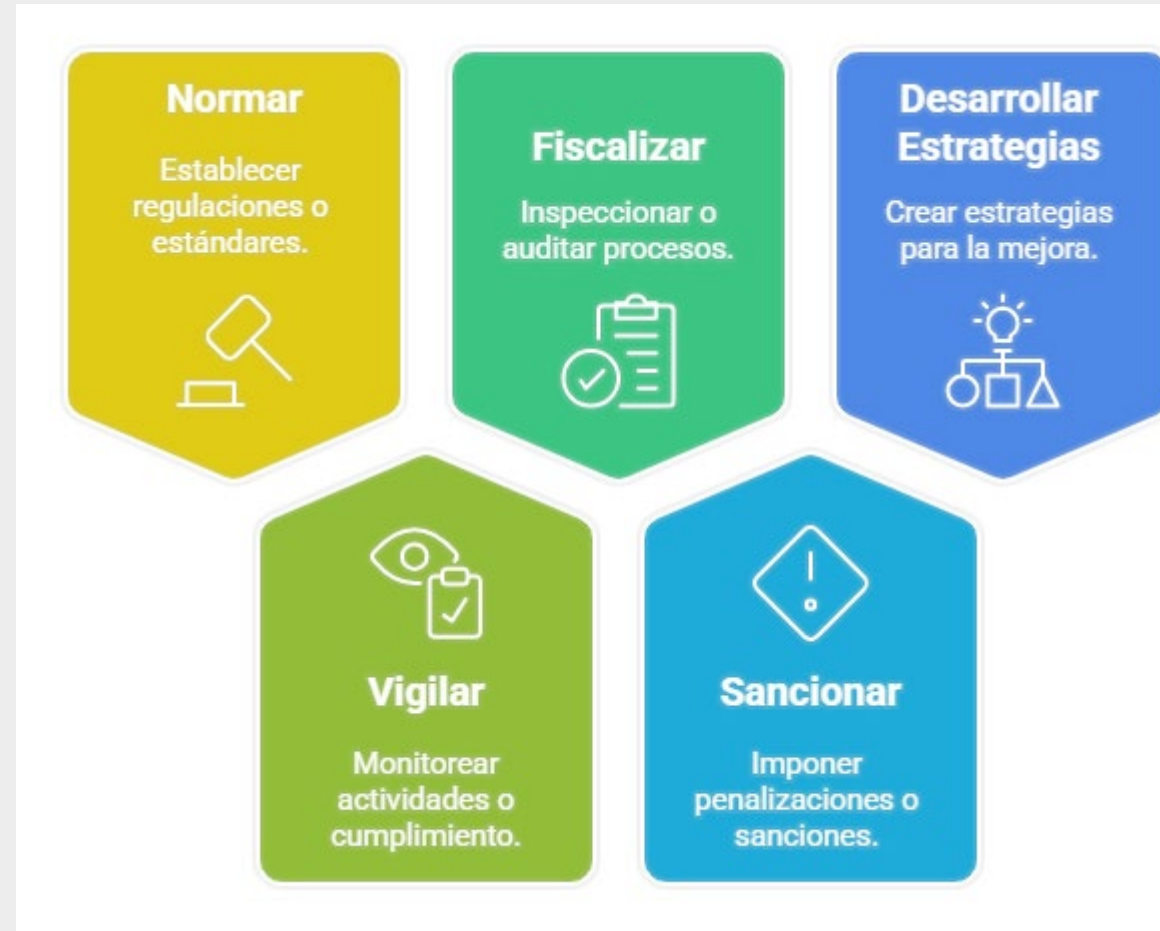 Normar
Establecer
regulaciones o
estándares.
Fiscalizar
Inspeccionar o
auditar procesos.
Desarrollar
Estrategias
Crear estrategias
para la mejora.
Vigilar
Monitorear
actividades o
cumplimiento.
Sancionar
Imponer
penalizaciones o
sanciones.